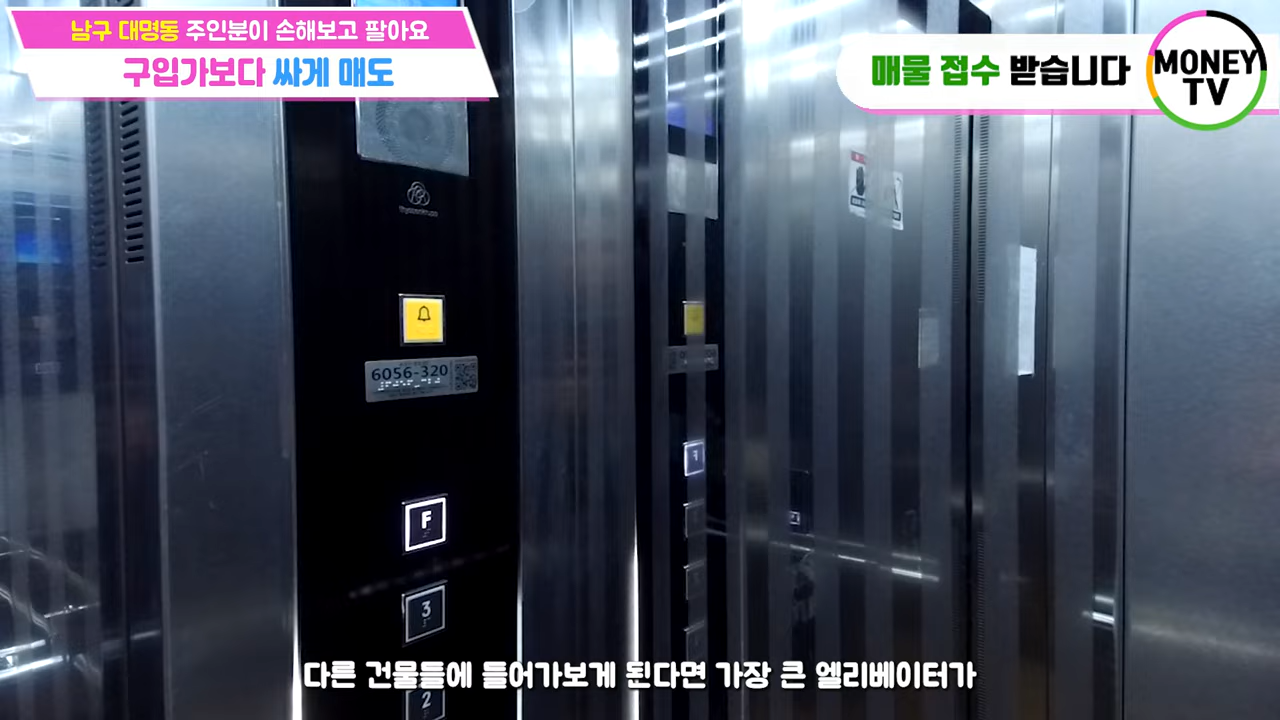 남구 대명동 주인분이 손해보고 팔아요
구입가보다 싸게 매도
매물 접수 받습니다
MONEY
TV
6056-320
F
3
2
다른 건물들에 들어가보게 된다면 가장 큰 엘리베이터가